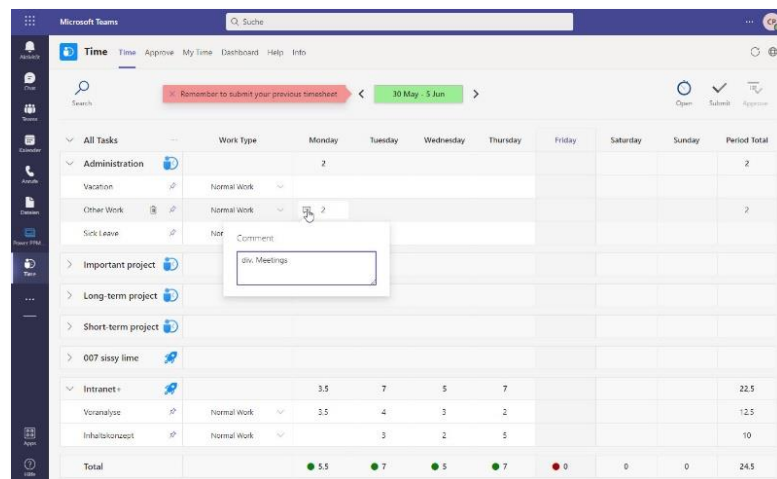 Microsoft Teams
Suche
CP
Time Time Approve My Time Dashboard Help Info
Aktivität
Chat
Teams
Kalender
Anrufe
Dateien
Power PPM
Time
Apps
Hilfe
Search
Remember to submit your previous timesheet
30 May - 5 Jun
Open Submit Approve
All Tasks Work Type Monday Tuesday Wednesday Thursday Friday Saturday Sunday Period Total
Administration 2 2
Vacation Normal Work
Other Work Normal Work 2 2
Sick Leave Nor
Comment
div. Meetings
Important project
Long-term project
Short-term project
007 sissy lime
Intranet+ 3.5 7 5 7 22.5
Voranalyse Normal Work 3.5 4 3 2 12.5
Inhaltskonzept Normal Work 3 2 5 10
Total 5.5 7 5 7 0 0 0 24.5